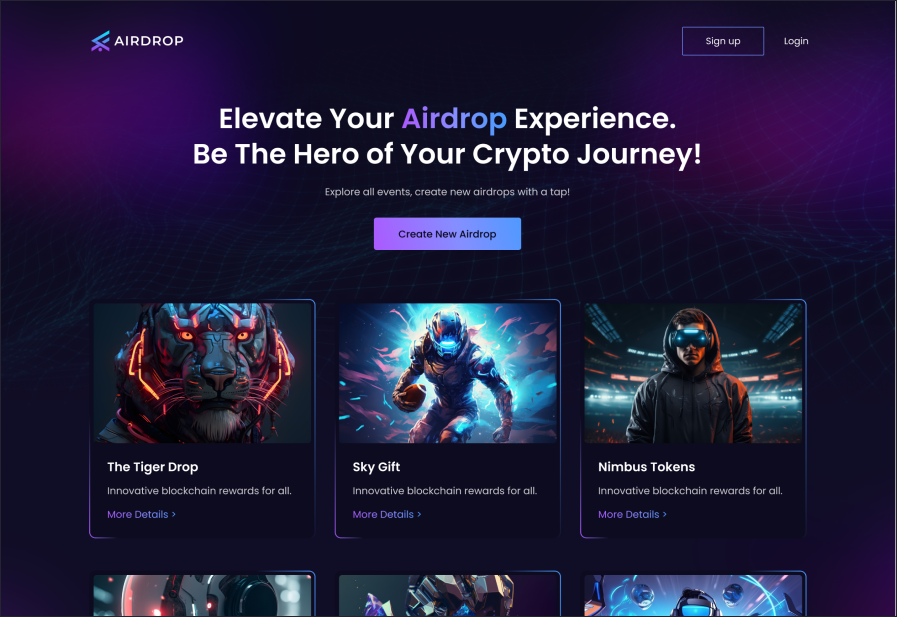 AIRDROP
Sign up
Login
Elevate Your Airdrop Experience.
Be The Hero of Your Crypto Journey!
Explore all events, create new airdrops with a tap!
Create New Airdrop
The Tiger Drop
Innovative blockchain rewards for all.
More Details >
Sky Gift
Innovative blockchain rewards for all.
More Details >
Nimbus Tokens
Innovative blockchain rewards for all.
More Details >